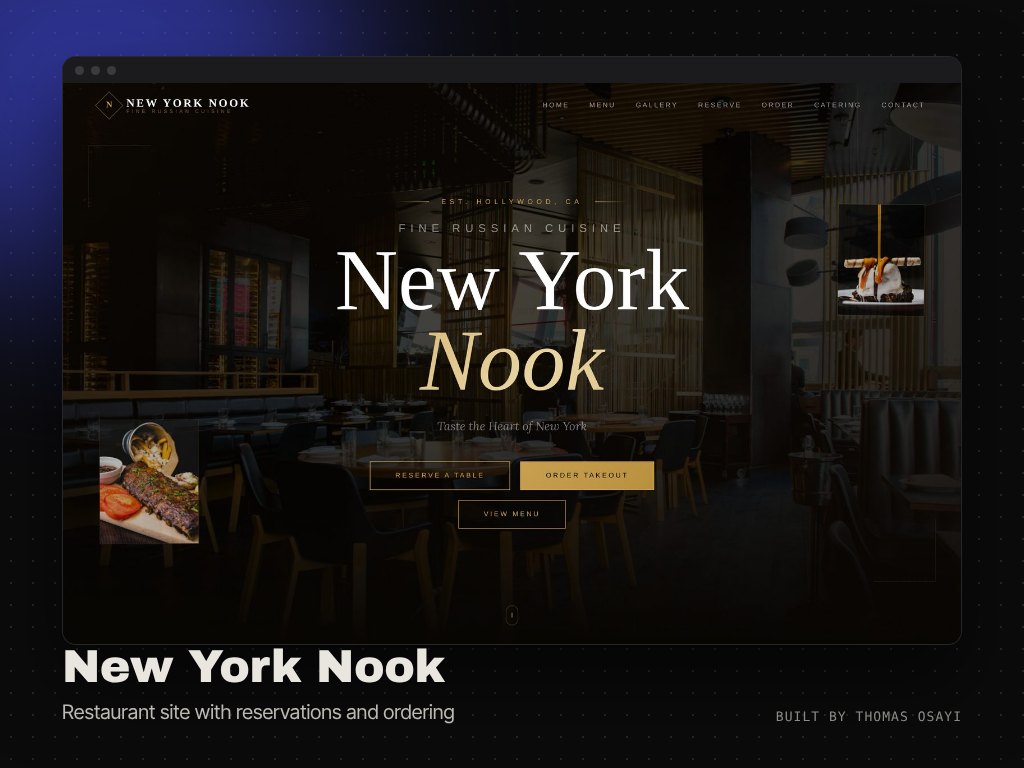 N
NEW YORK NOOK
FINE RUSSIAN CUISINE
HOME MENU GALLERY RESERVE ORDER CATERING CONTACT
EST. HOLLYWOOD, CA
FINE RUSSIAN CUISINE
New York
Nook
Taste the Heart of New York
RESERVE A TABLE
ORDER TAKEOUT
VIEW MENU
New York Nook
Restaurant site with reservations and ordering
BUILT BY THOMAS OSAYI